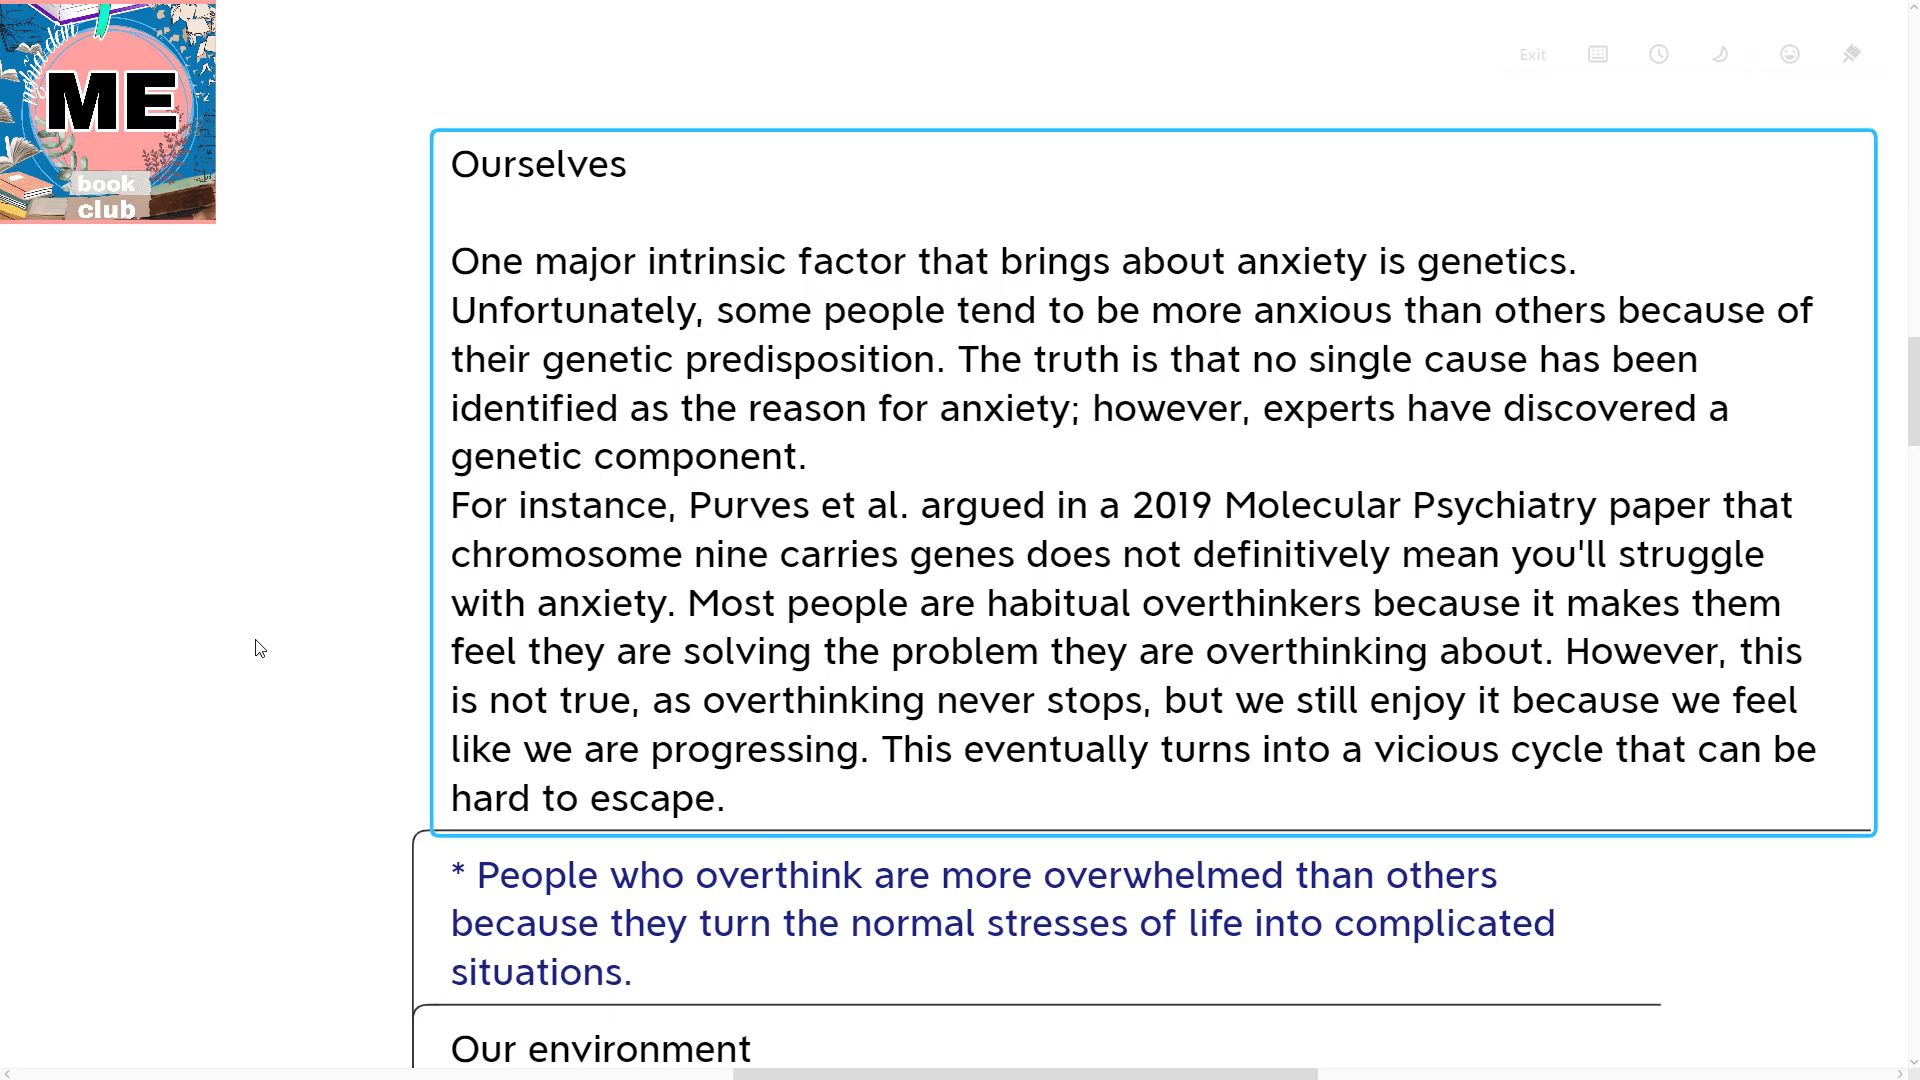 nghia dan
ME
book
club
Exit
Ourselves
One major intrinsic factor that brings about anxiety is genetics.
Unfortunately, some people tend to be more anxious than others because of
their genetic predisposition. The truth is that no single cause has been
identified as the reason for anxiety; however, experts have discovered a
genetic component.
For instance, Purves et al. argued in a 2019 Molecular Psychiatry paper that
chromosome nine carries genes does not definitively mean you'll struggle
with anxiety. Most people are habitual overthinkers because it makes them
feel they are solving the problem they are overthinking about. However, this
is not true, as overthinking never stops, but we still enjoy it because we feel
like we are progressing. This eventually turns into a vicious cycle that can be
hard to escape.
* People who overthink are more overwhelmed than others
because they turn the normal stresses of life into complicated
situations.
Our environment